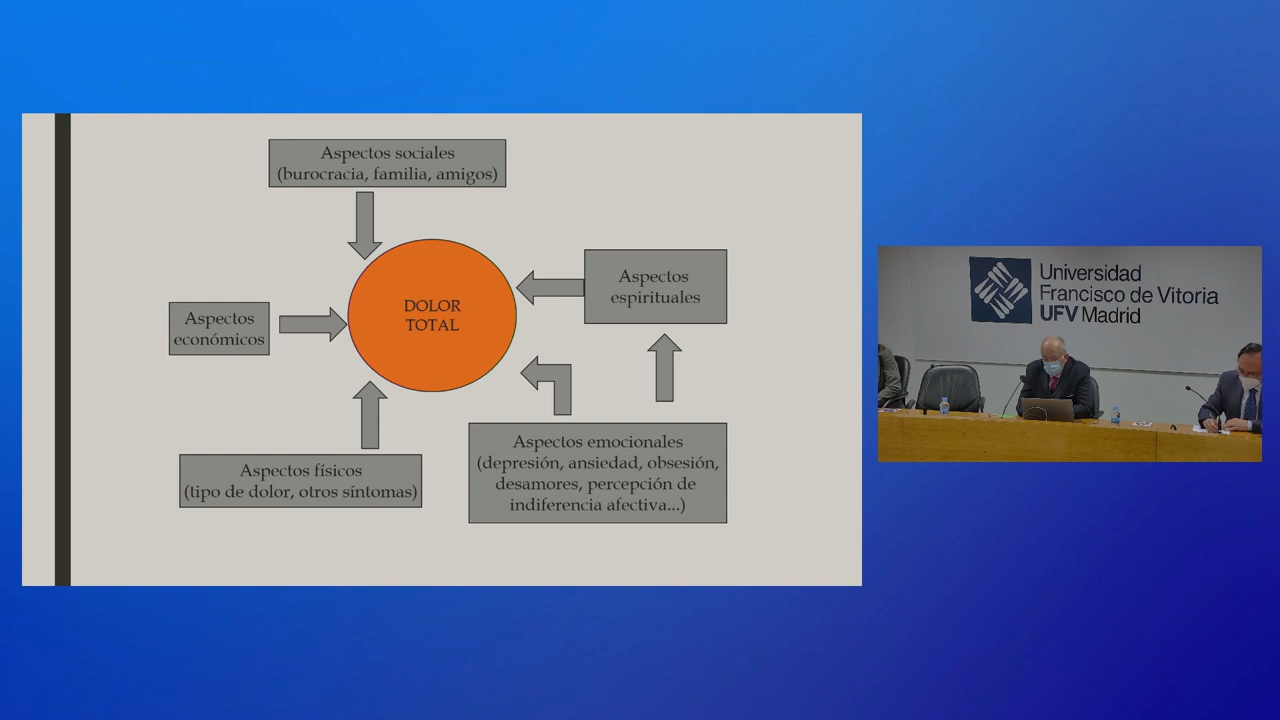 Aspectos sociales
(burocracia, familia, amigos)
Aspectos
espirituales
DOLOR
TOTAL
Aspectos
económicos
Aspectos físicos
(tipo de dolor, otros síntomas)
Aspectos emocionales
(depresión, ansiedad, obsesión,
desamores, percepción de
indiferencia afectiva...)
Universidad
Francisco de Vitoria
UFV Madrid